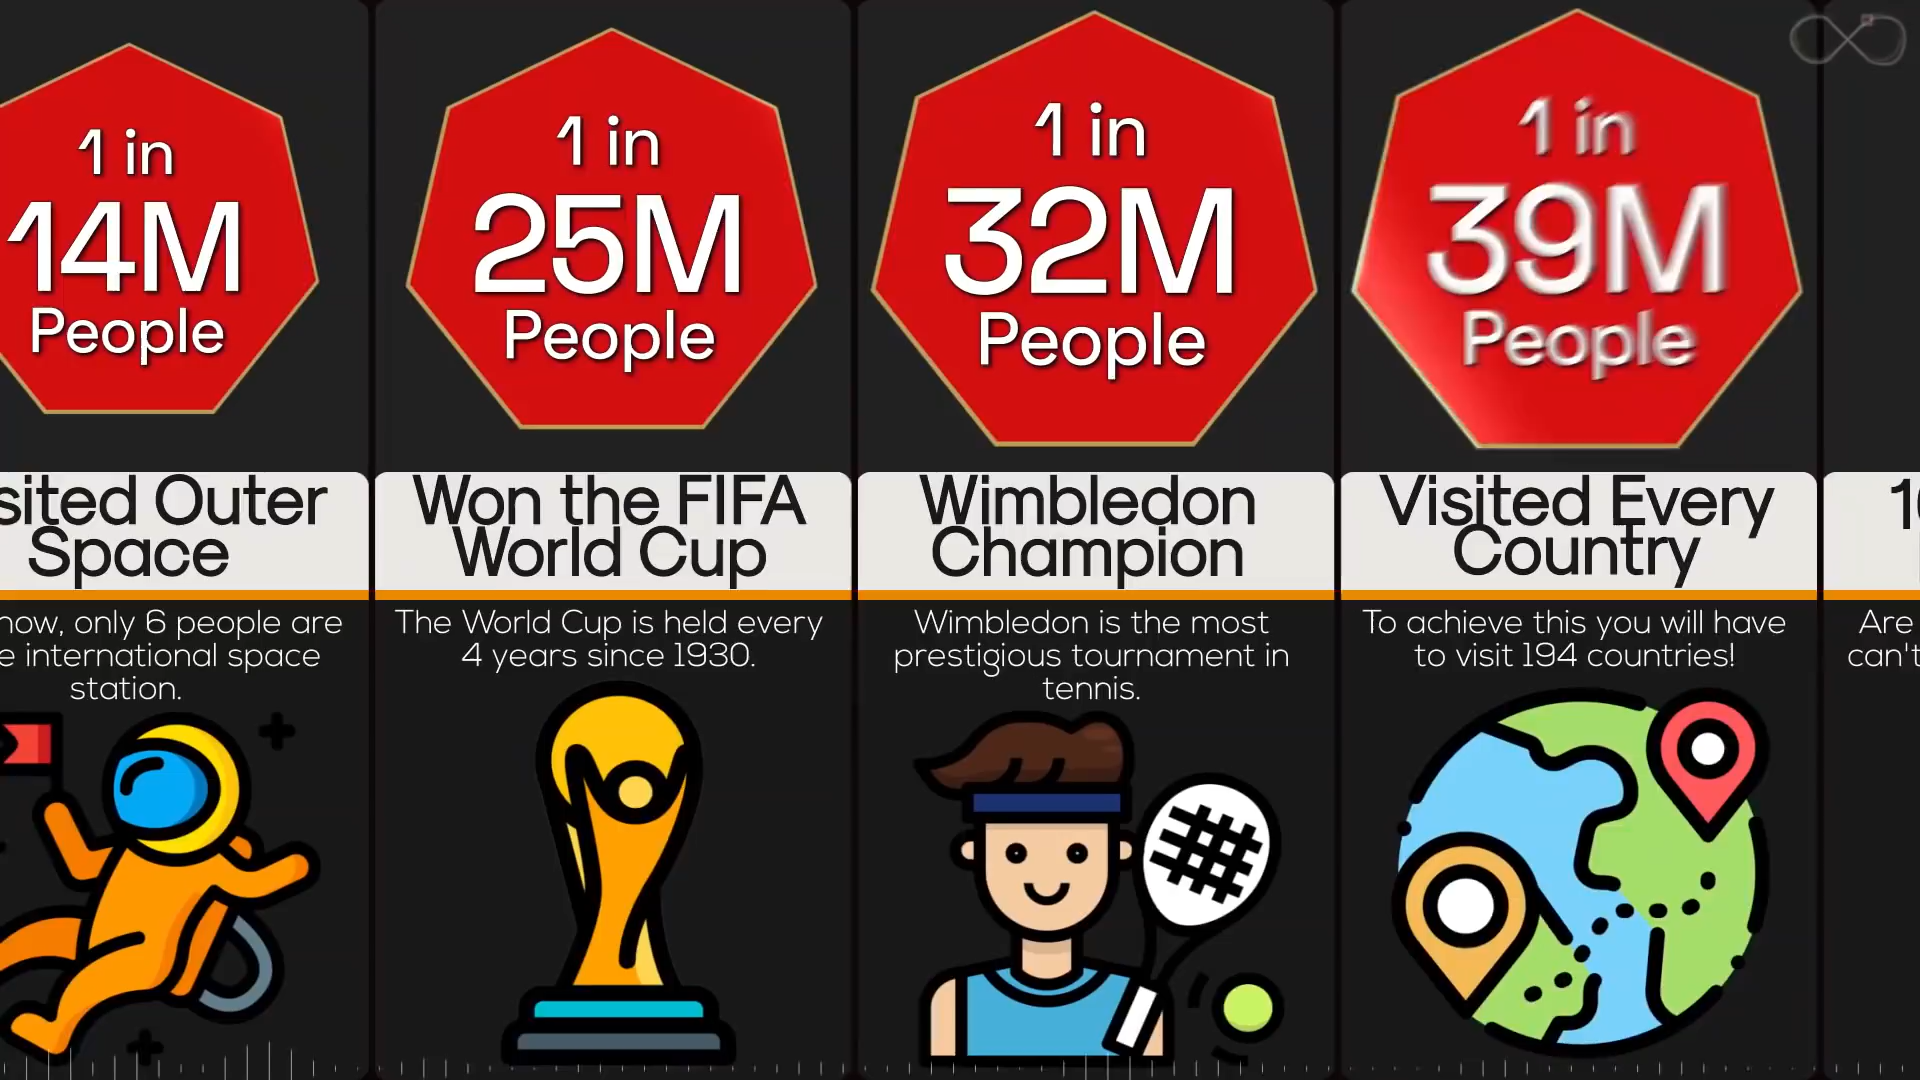 1 in
14M
People
sited Outer
Space
now, only 6 people are
e international space
station.
1 in
25M
People
Won the FIFA
World Cup
The World Cup is held every
4 years since 1930.
1 in
32M
People
Wimbledon
Champion
Wimbledon is the most
prestigious tournament in
tennis.
1 in
39M
People
Visited Every
Country
To achieve this you will have
to visit 194 countries!
Are
can't